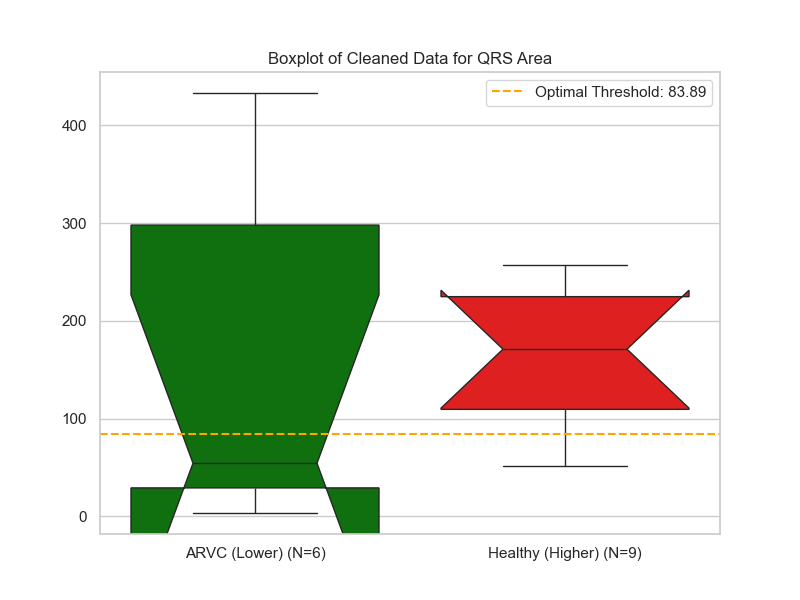 Boxplot of Cleaned Data for QRS Area
Optimal Threshold: 83.89
400
300
200
100
0
ARVC (Lower) (N=6)
Healthy (Higher) (N=9)